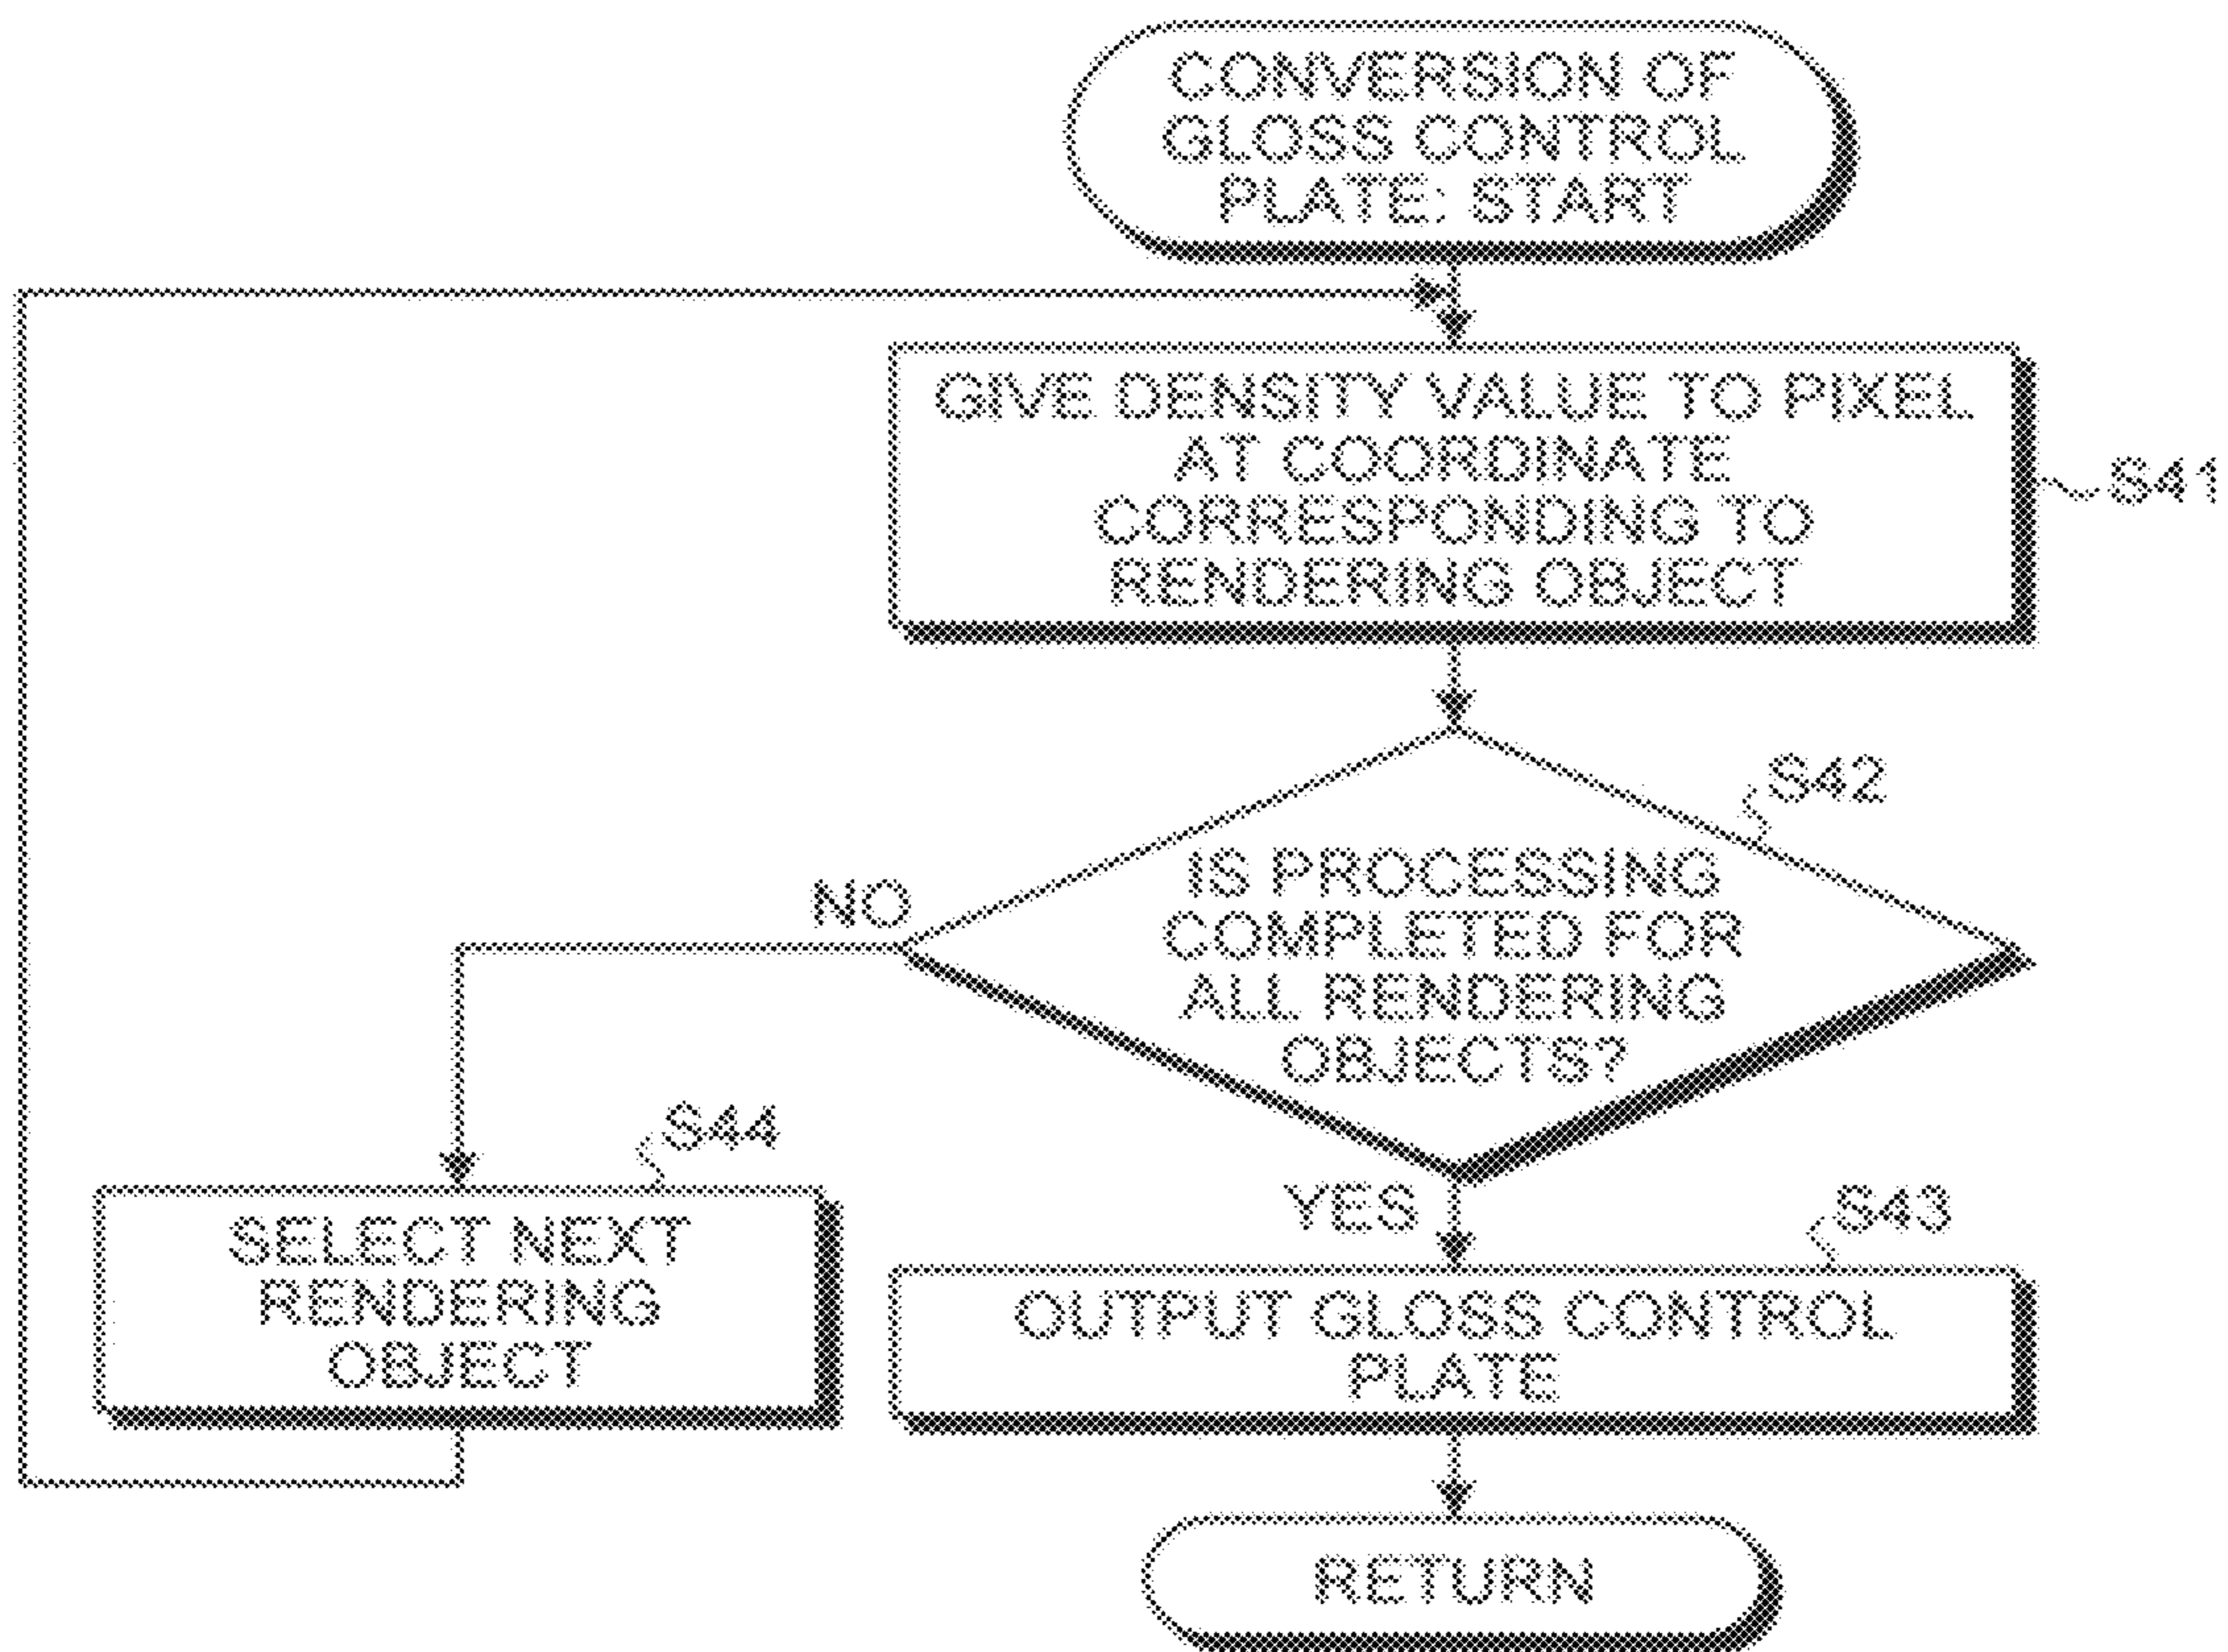 CONVERSION OF
GLOSS CONTROL
PLATE: START
GIVE DENSITY VALUE TO PIXEL
AT COORDINATE
CORRESPONDING TO
RENDERING OBJECT
S41
S42
IS PROCESSING
COMPLETED FOR
ALL RENDERING
OBJECTS?
NO
YES
S44
SELECT NEXT
RENDERING
OBJECT
S43
OUTPUT GLOSS CONTROL
PLATE
RETURN